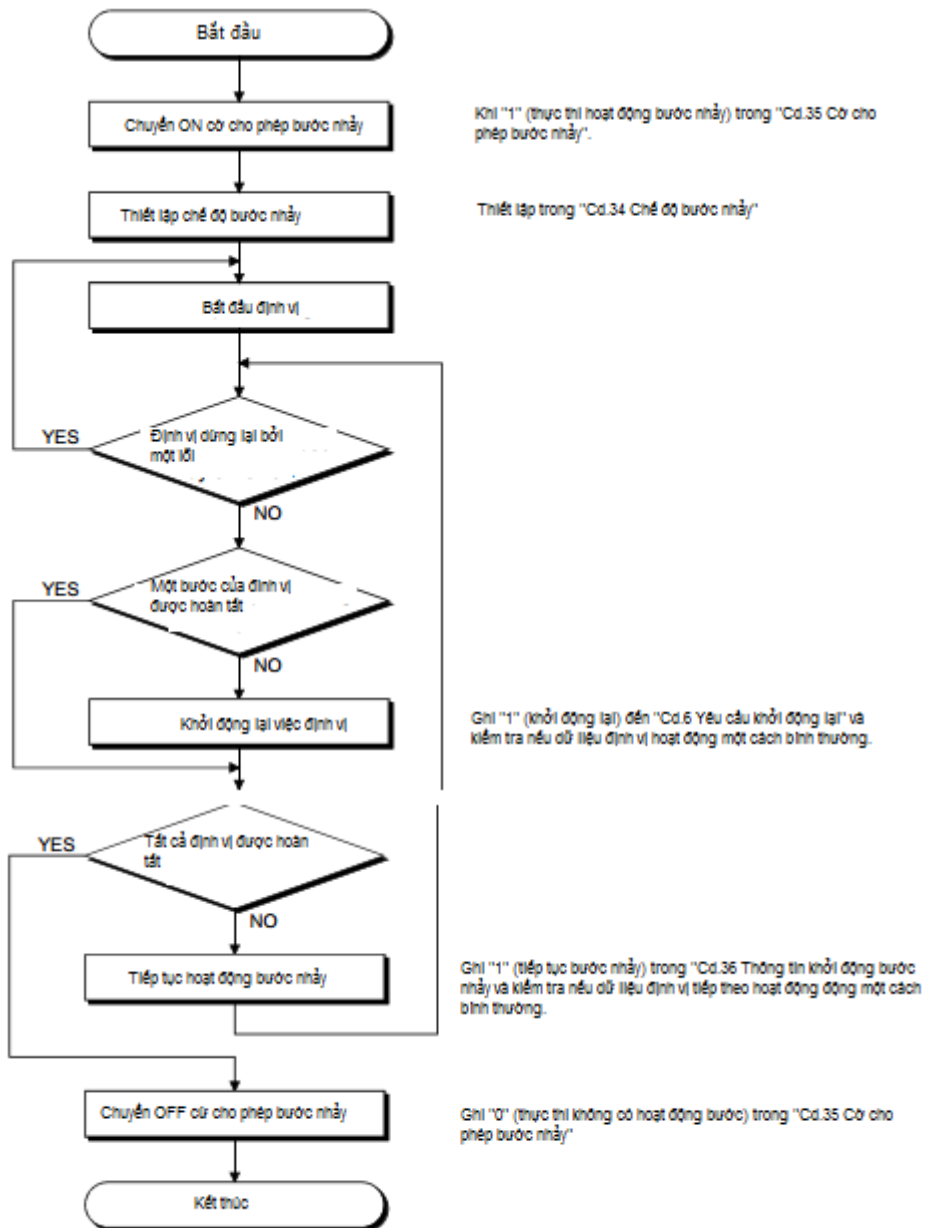 Bắt đầu
Chuyển ON cờ cho phép bước nhảy
Khi "1" (thực thi hoạt động bước nhảy) trong "Cd.35 Cờ cho
phép bước nhảy".
Thiết lập chế độ bước nhảy
Thiết lập trong "Cd.34 Chế độ bước nhảy"
Bắt đầu định vị
YES
Định vị dừng lại bởi
một lỗi
NO
YES
Một bước của định vị
được hoàn tất
NO
Khởi động lại việc định vị
Ghi "1" (khởi động lại) đến "Cd.6 Yêu cầu khởi động lại" và
kiểm tra nếu dữ liệu định vị hoạt động một cách bình thường.
YES
Tất cả định vị được hoàn
tất
NO
Tiếp tục hoạt động bước nhảy
Ghi "1" (tiếp tục bước nhảy) trong "Cd.36 Thông tin khởi động bước
nhảy và kiểm tra nếu dữ liệu định vị tiếp theo hoạt động động một cách
bình thường.
Chuyển OFF cừ cho phép bước nhảy
Ghi "0" (thực thi không có hoạt động bước) trong "Cd.35 Cờ cho
phép bước nhảy"
Kết thúc